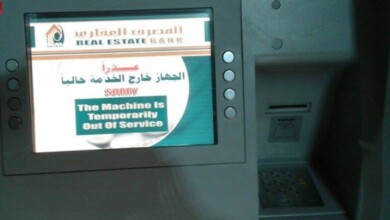 المصرف العقاري
REAL ESTATE BANK
عذراً
الجهاز خارج الخدمة حالياً
Sorry
The Machine Is
Temporarily
Out Of Service